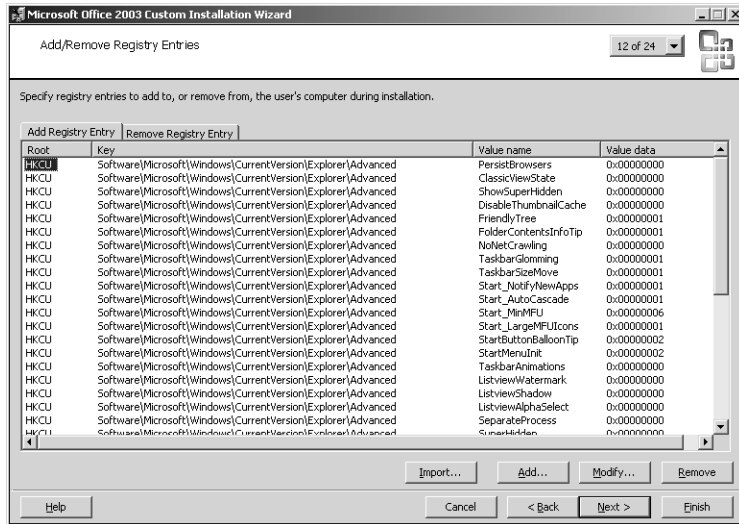 Microsoft Office 2003 Custom Installation Wizard
Add/Remove Registry Entries
12 of 24
Specify registry entries to add to, or remove from, the user's computer during installation.
Add Registry Entry Remove Registry Entry
Root Key Value name Value data
HKCU Software\Microsoft\Windows\CurrentVersion\Explorer\Advanced PersistBrowsers 0x00000000
HKCU Software\Microsoft\Windows\CurrentVersion\Explorer\Advanced ClassicViewState 0x00000000
HKCU Software\Microsoft\Windows\CurrentVersion\Explorer\Advanced ShowSuperHidden 0x00000000
HKCU Software\Microsoft\Windows\CurrentVersion\Explorer\Advanced DisableThumbnailCache 0x00000000
HKCU Software\Microsoft\Windows\CurrentVersion\Explorer\Advanced FriendlyTree 0x00000001
HKCU Software\Microsoft\Windows\CurrentVersion\Explorer\Advanced FolderContentsInfoTip 0x00000001
HKCU Software\Microsoft\Windows\CurrentVersion\Explorer\Advanced NoNetCrawling 0x00000000
HKCU Software\Microsoft\Windows\CurrentVersion\Explorer\Advanced TaskbarGlomming 0x00000001
HKCU Software\Microsoft\Windows\CurrentVersion\Explorer\Advanced TaskbarSizeMove 0x00000001
HKCU Software\Microsoft\Windows\CurrentVersion\Explorer\Advanced Start_NotifyNewApps 0x00000001
HKCU Software\Microsoft\Windows\CurrentVersion\Explorer\Advanced Start_AutoCascade 0x00000001
HKCU Software\Microsoft\Windows\CurrentVersion\Explorer\Advanced Start_MinMFU 0x00000006
HKCU Software\Microsoft\Windows\CurrentVersion\Explorer\Advanced Start_LargeMFUIcons 0x00000001
HKCU Software\Microsoft\Windows\CurrentVersion\Explorer\Advanced StartButtonBalloonTip 0x00000002
HKCU Software\Microsoft\Windows\CurrentVersion\Explorer\Advanced StartMenuInit 0x00000002
HKCU Software\Microsoft\Windows\CurrentVersion\Explorer\Advanced TaskbarAnimations 0x00000000
HKCU Software\Microsoft\Windows\CurrentVersion\Explorer\Advanced ListviewWatermark 0x00000000
HKCU Software\Microsoft\Windows\CurrentVersion\Explorer\Advanced ListviewShadow 0x00000000
HKCU Software\Microsoft\Windows\CurrentVersion\Explorer\Advanced ListviewAlphaSelect 0x00000000
HKCU Software\Microsoft\Windows\CurrentVersion\Explorer\Advanced SeparateProcess 0x00000000
HKCU Software\Microsoft\Windows\CurrentVersion\Explorer\Advanced SuperHidden 0x00000000
Import... Add... Modify... Remove
Help Cancel < Back Next > Finish